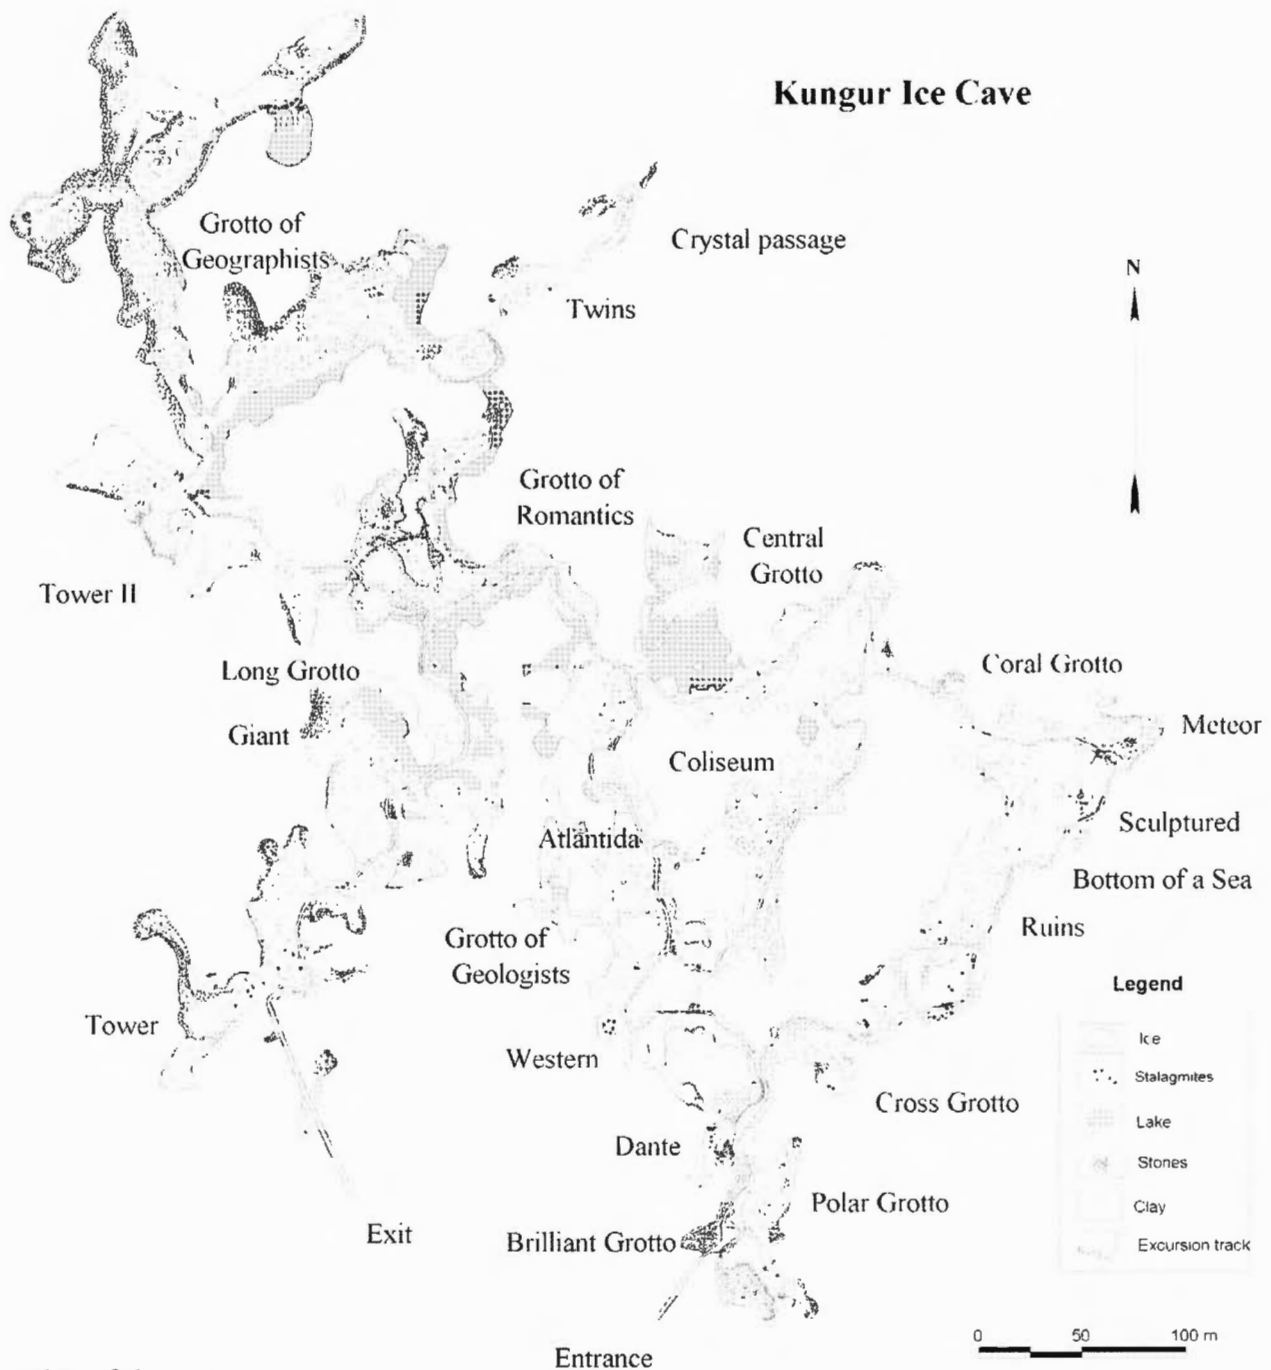 Kungur Ice Cave
Grotto of
Geographists
Crystal passage
Twins
N
Grotto of
Romantics
Central
Grotto
Tower II
Long Grotto
Giant
Coral Grotto
Meteor
Coliseum
Sculptured
Atlantida
Bottom of a Sea
Ruins
Grotto of
Geologists
Tower
Western
Cross Grotto
Dante
Polar Grotto
Exit
Brilliant Grotto
Entrance
Legend
Ice
Stalagmites
Lake
Stones
Clay
Excursion track
0 50 100 m